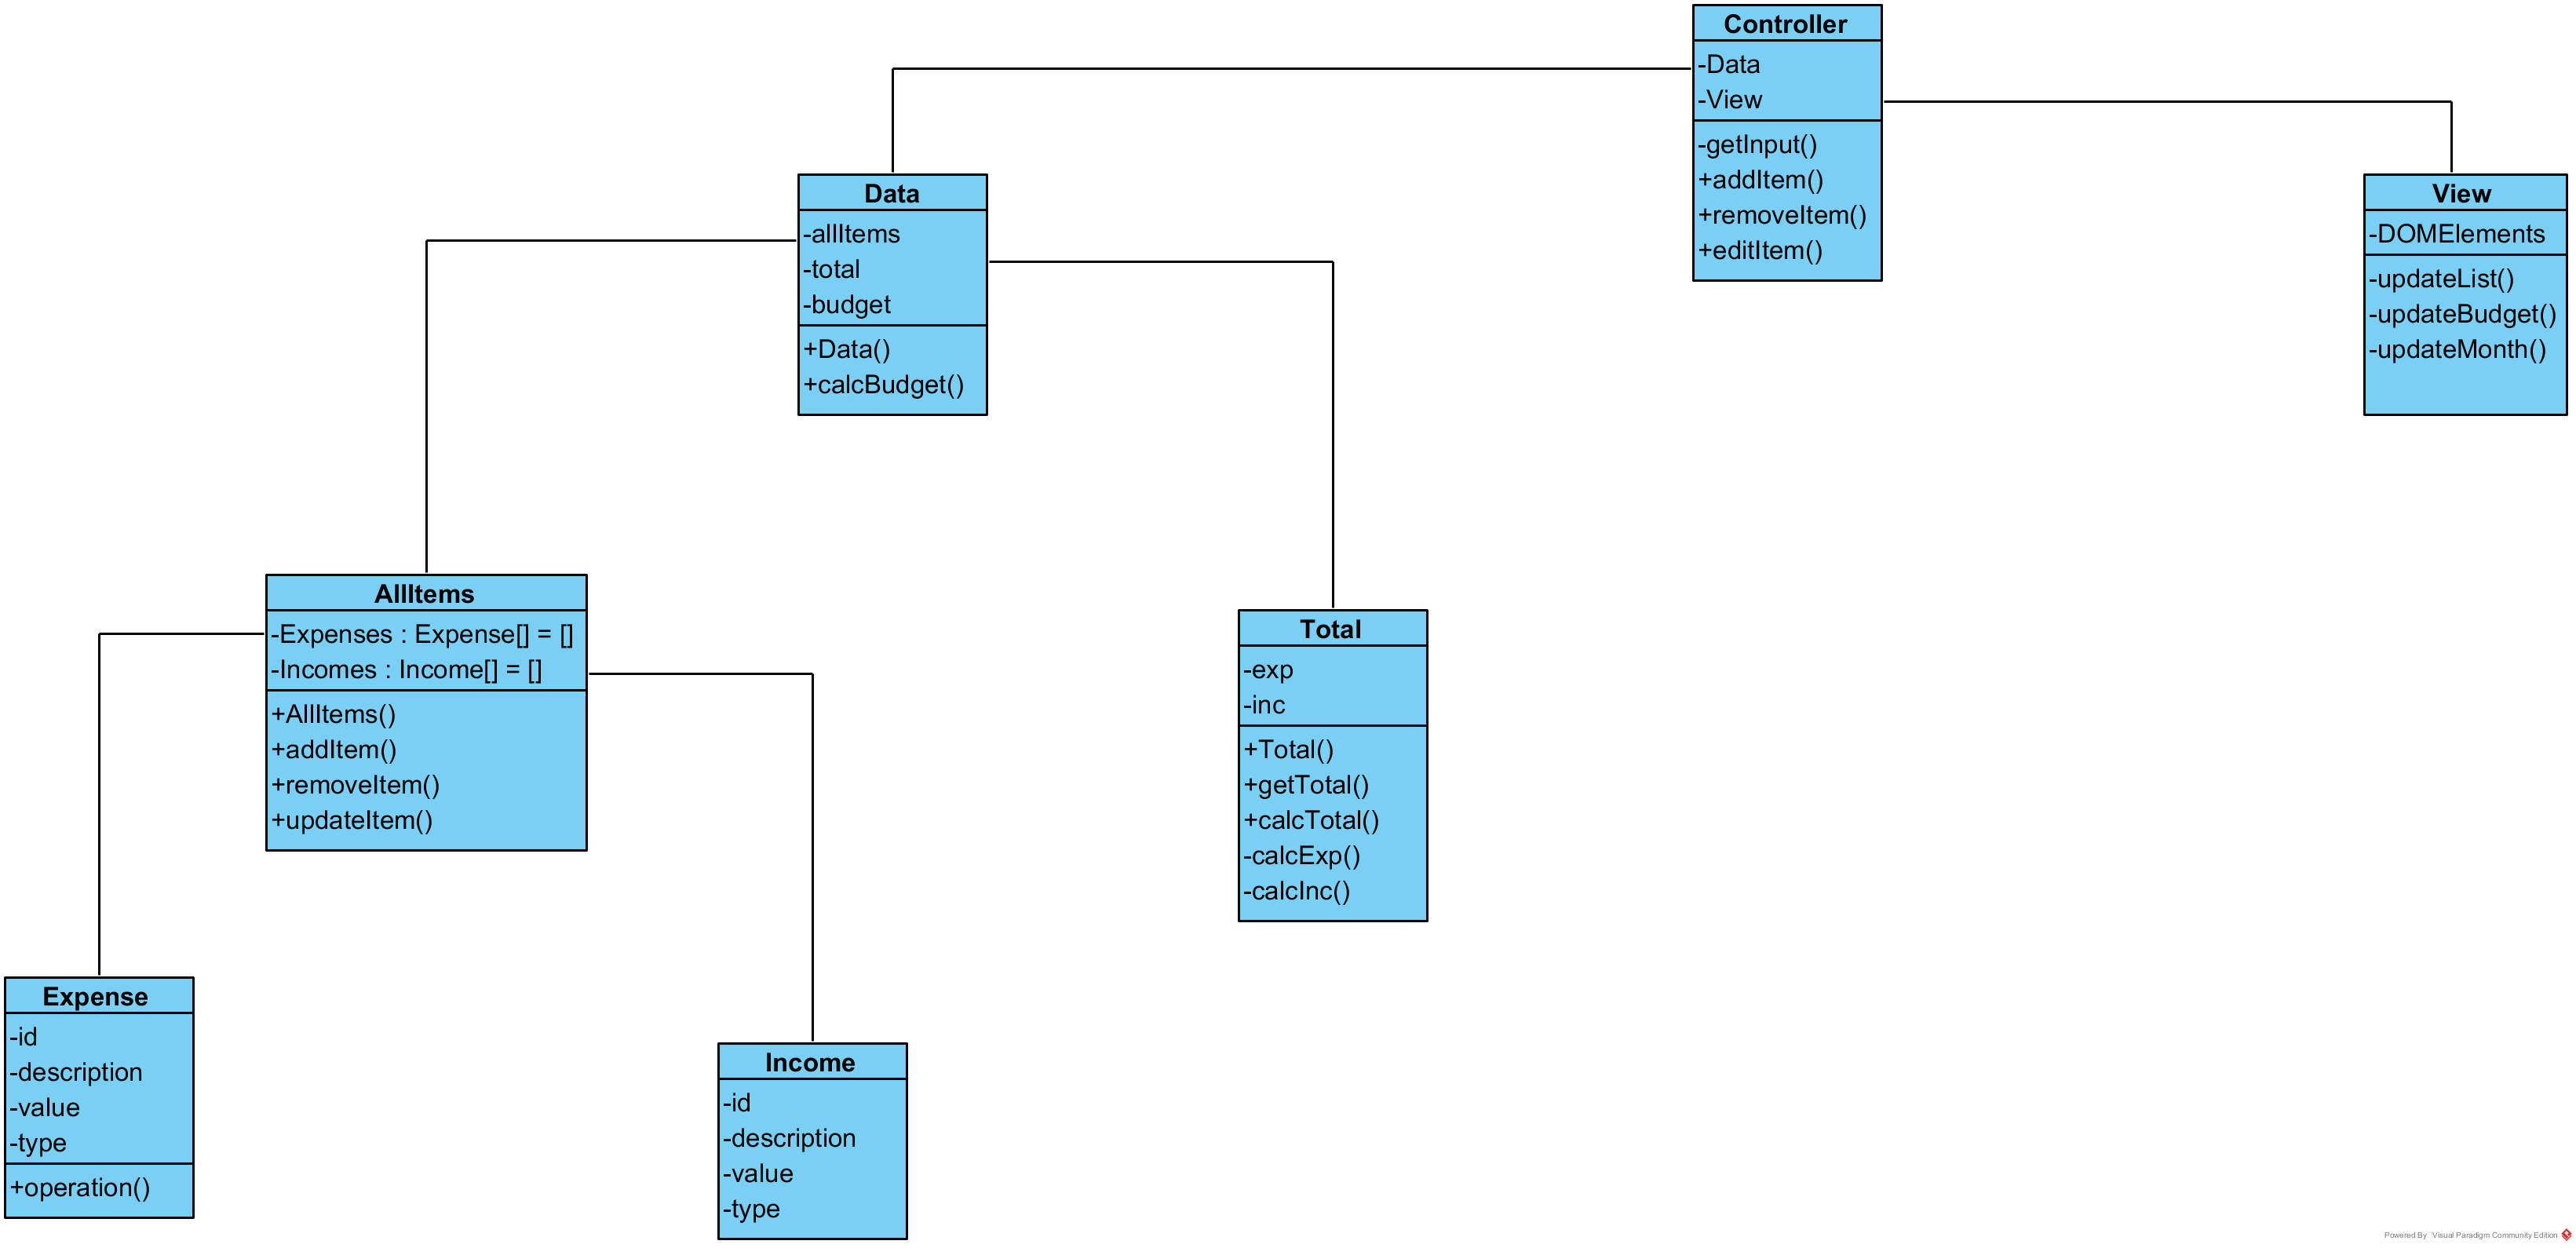 Controller
-Data
-View
-getInput()
+addItem()
+removeItem()
+editItem()
Data
-allItems
-total
-budget
+Data()
+calcBudget()
View
-DOMElements
-updateList()
-updateBudget()
-updateMonth()
AllItems
-Expenses : Expense[] = []
-Incomes : Income[] = []
+AllItems()
+addItem()
+removeItem()
+updateItem()
Total
-exp
-inc
+Total()
+getTotal()
+calcTotal()
-calcExp()
-calcInc()
Expense
-id
-description
-value
-type
+operation()
Income
-id
-description
-value
-type
Powered By Visual Paradigm Community Edition